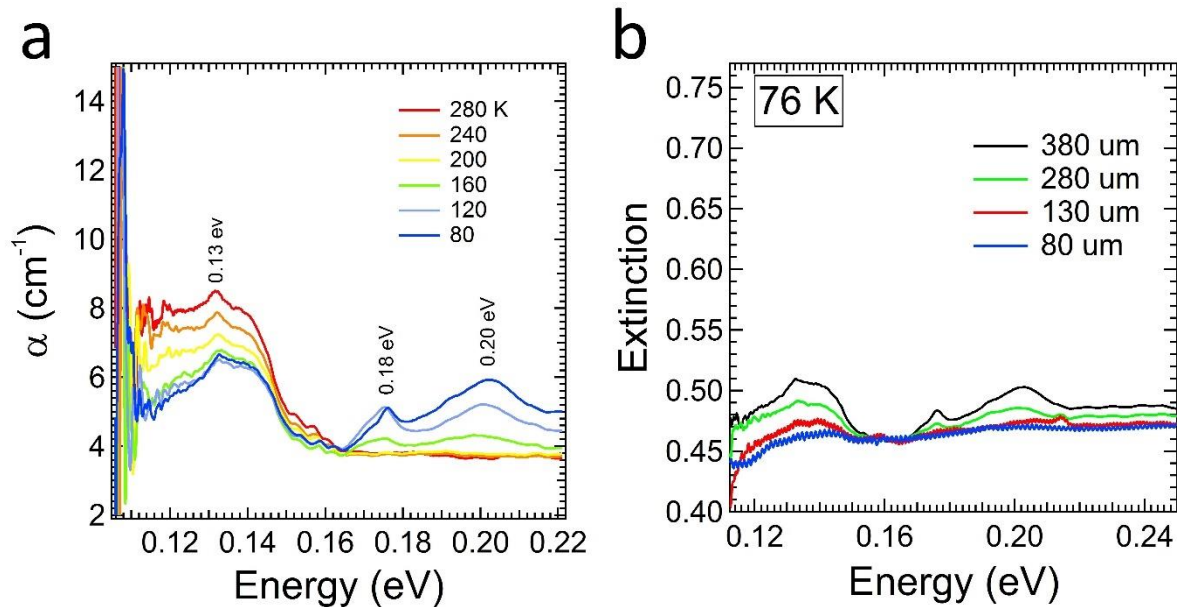 a
α (cm⁻¹)
14
12
10
8
6
4
2
280 K
240
200
160
120
80
0.13 ev
0.18 eV
0.20 eV
0.12 0.14 0.16 0.18 0.20 0.22
Energy (eV)
b
Extinction
0.75
0.70
0.65
0.60
0.55
0.50
0.45
0.40
76 K
380 um
280 um
130 um
80 um
0.12 0.16 0.20 0.24
Energy (eV)